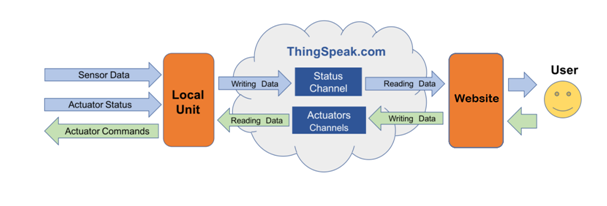 ThingSpeak.com
Sensor Data
Actuator Status
Actuator Commands
Local
Unit
Writing Data
Reading Data
Status
Channel
Actuators
Channels
Reading Data
Writing Data
Website
User